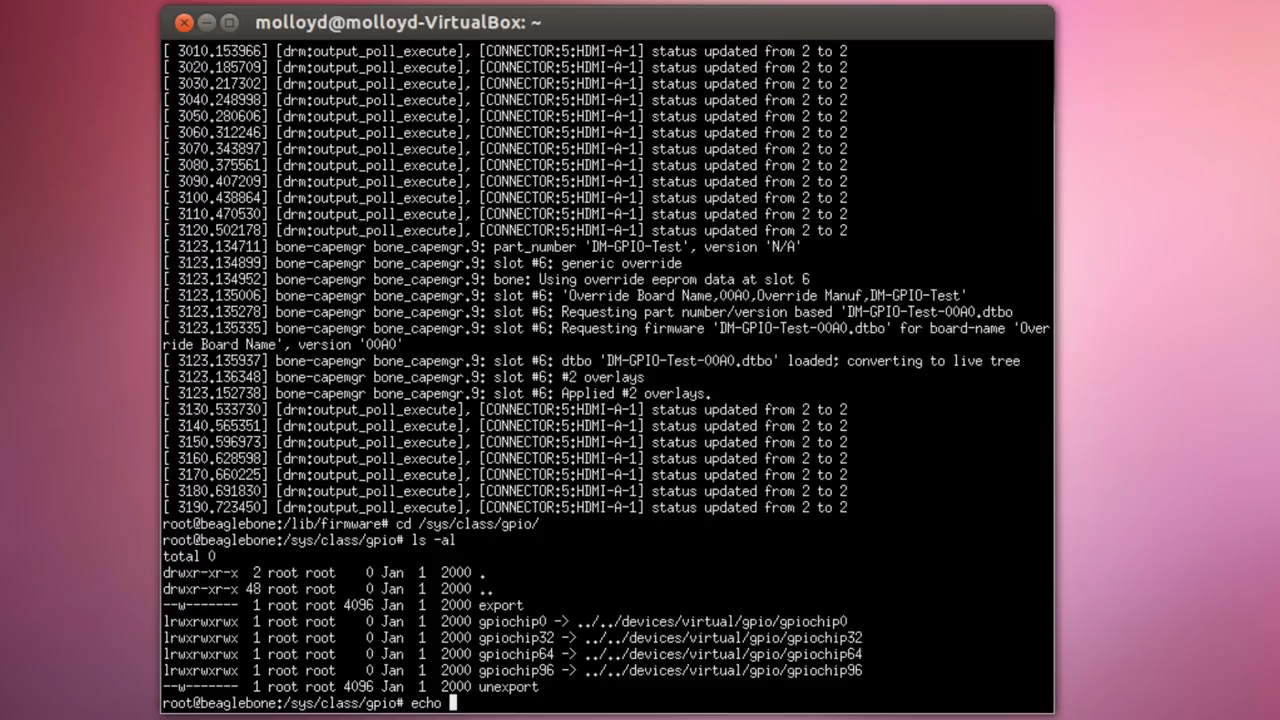 molloyd@molloyd-VirtualBox: ~
[ 3010.153966] [drm:output_poll_execute], [CONNECTOR:5:HDMI-A-1] status updated from 2 to 2
[ 3020.185709] [drm:output_poll_execute], [CONNECTOR:5:HDMI-A-1] status updated from 2 to 2
[ 3030.217302] [drm:output_poll_execute], [CONNECTOR:5:HDMI-A-1] status updated from 2 to 2
[ 3040.248998] [drm:output_poll_execute], [CONNECTOR:5:HDMI-A-1] status updated from 2 to 2
[ 3050.280606] [drm:output_poll_execute], [CONNECTOR:5:HDMI-A-1] status updated from 2 to 2
[ 3060.312246] [drm:output_poll_execute], [CONNECTOR:5:HDMI-A-1] status updated from 2 to 2
[ 3070.343897] [drm:output_poll_execute], [CONNECTOR:5:HDMI-A-1] status updated from 2 to 2
[ 3080.375561] [drm:output_poll_execute], [CONNECTOR:5:HDMI-A-1] status updated from 2 to 2
[ 3090.407209] [drm:output_poll_execute], [CONNECTOR:5:HDMI-A-1] status updated from 2 to 2
[ 3100.438864] [drm:output_poll_execute], [CONNECTOR:5:HDMI-A-1] status updated from 2 to 2
[ 3110.470530] [drm:output_poll_execute], [CONNECTOR:5:HDMI-A-1] status updated from 2 to 2
[ 3120.502178] [drm:output_poll_execute], [CONNECTOR:5:HDMI-A-1] status updated from 2 to 2
[ 3123.134711] bone-capemgr bone_capemgr.9: part_number 'DM-GPIO-Test', version 'N/A'
[ 3123.134899] bone-capemgr bone_capemgr.9: slot #6: generic override
[ 3123.134952] bone-capemgr bone_capemgr.9: bone: Using override eeprom data at slot 6
[ 3123.135006] bone-capemgr bone_capemgr.9: slot #6: 'Override Board Name,00A0,Override Manuf,DM-GPIO-Test'
[ 3123.135278] bone-capemgr bone_capemgr.9: slot #6: Requesting part number/version based 'DM-GPIO-Test-00A0.dtbo
[ 3123.135335] bone-capemgr bone_capemgr.9: slot #6: Requesting firmware 'DM-GPIO-Test-00A0.dtbo' for board-name 'Over
ride Board Name', version '00A0'
[ 3123.135937] bone-capemgr bone_capemgr.9: slot #6: dtbo 'DM-GPIO-Test-00A0.dtbo' loaded; converting to live tree
[ 3123.136348] bone-capemgr bone_capemgr.9: slot #6: #2 overlays
[ 3123.152738] bone-capemgr bone_capemgr.9: slot #6: Applied #2 overlays.
[ 3130.533730] [drm:output_poll_execute], [CONNECTOR:5:HDMI-A-1] status updated from 2 to 2
[ 3140.565351] [drm:output_poll_execute], [CONNECTOR:5:HDMI-A-1] status updated from 2 to 2
[ 3150.596973] [drm:output_poll_execute], [CONNECTOR:5:HDMI-A-1] status updated from 2 to 2
[ 3160.628598] [drm:output_poll_execute], [CONNECTOR:5:HDMI-A-1] status updated from 2 to 2
[ 3170.660225] [drm:output_poll_execute], [CONNECTOR:5:HDMI-A-1] status updated from 2 to 2
[ 3180.691830] [drm:output_poll_execute], [CONNECTOR:5:HDMI-A-1] status updated from 2 to 2
[ 3190.723450] [drm:output_poll_execute], [CONNECTOR:5:HDMI-A-1] status updated from 2 to 2
root@beaglebone:/lib/firmware# cd /sys/class/gpio/
root@beaglebone:/sys/class/gpio# ls -al
total 0
drwxr-xr-x 2 root root 0 Jan 1 2000 .
drwxr-xr-x 48 root root 0 Jan 1 2000 ..
--w------- 1 root root 4096 Jan 1 2000 export
lrwxrwxrwx 1 root root 0 Jan 1 2000 gpiochip0 -> ../../devices/virtual/gpio/gpiochip0
lrwxrwxrwx 1 root root 0 Jan 1 2000 gpiochip32 -> ../../devices/virtual/gpio/gpiochip32
lrwxrwxrwx 1 root root 0 Jan 1 2000 gpiochip64 -> ../../devices/virtual/gpio/gpiochip64
lrwxrwxrwx 1 root root 0 Jan 1 2000 gpiochip96 -> ../../devices/virtual/gpio/gpiochip96
--w------- 1 root root 4096 Jan 1 2000 unexport
root@beaglebone:/sys/class/gpio# echo